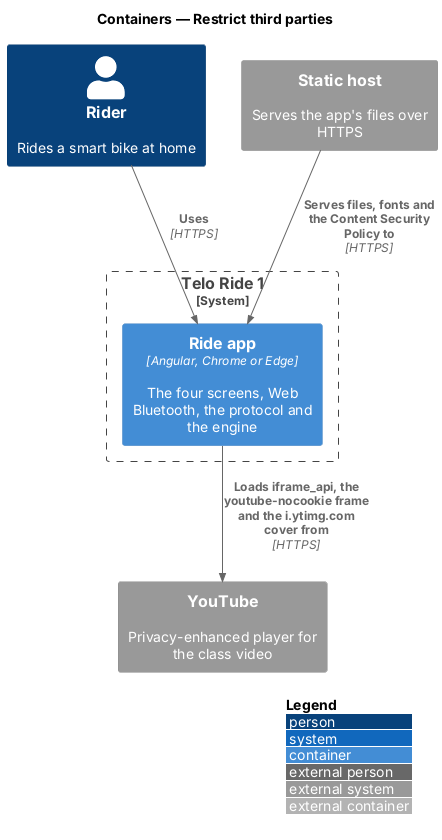 Containers — Restrict third parties
Rider
Rides a smart bike at home
Static host
Serves the app's files over
HTTPS
Uses
[HTTPS]
Serves files, fonts and
the Content Security
Policy to
[HTTPS]
Telo Ride 1
[System]
Ride app
[Angular, Chrome or Edge]
The four screens, Web
Bluetooth, the protocol and
the engine
Loads iframe_api, the
youtube-nocookie frame
and the i.ytimg.com
cover from
[HTTPS]
YouTube
Privacy-enhanced player for
the class video
Legend
person
system
container
external person
external system
external container